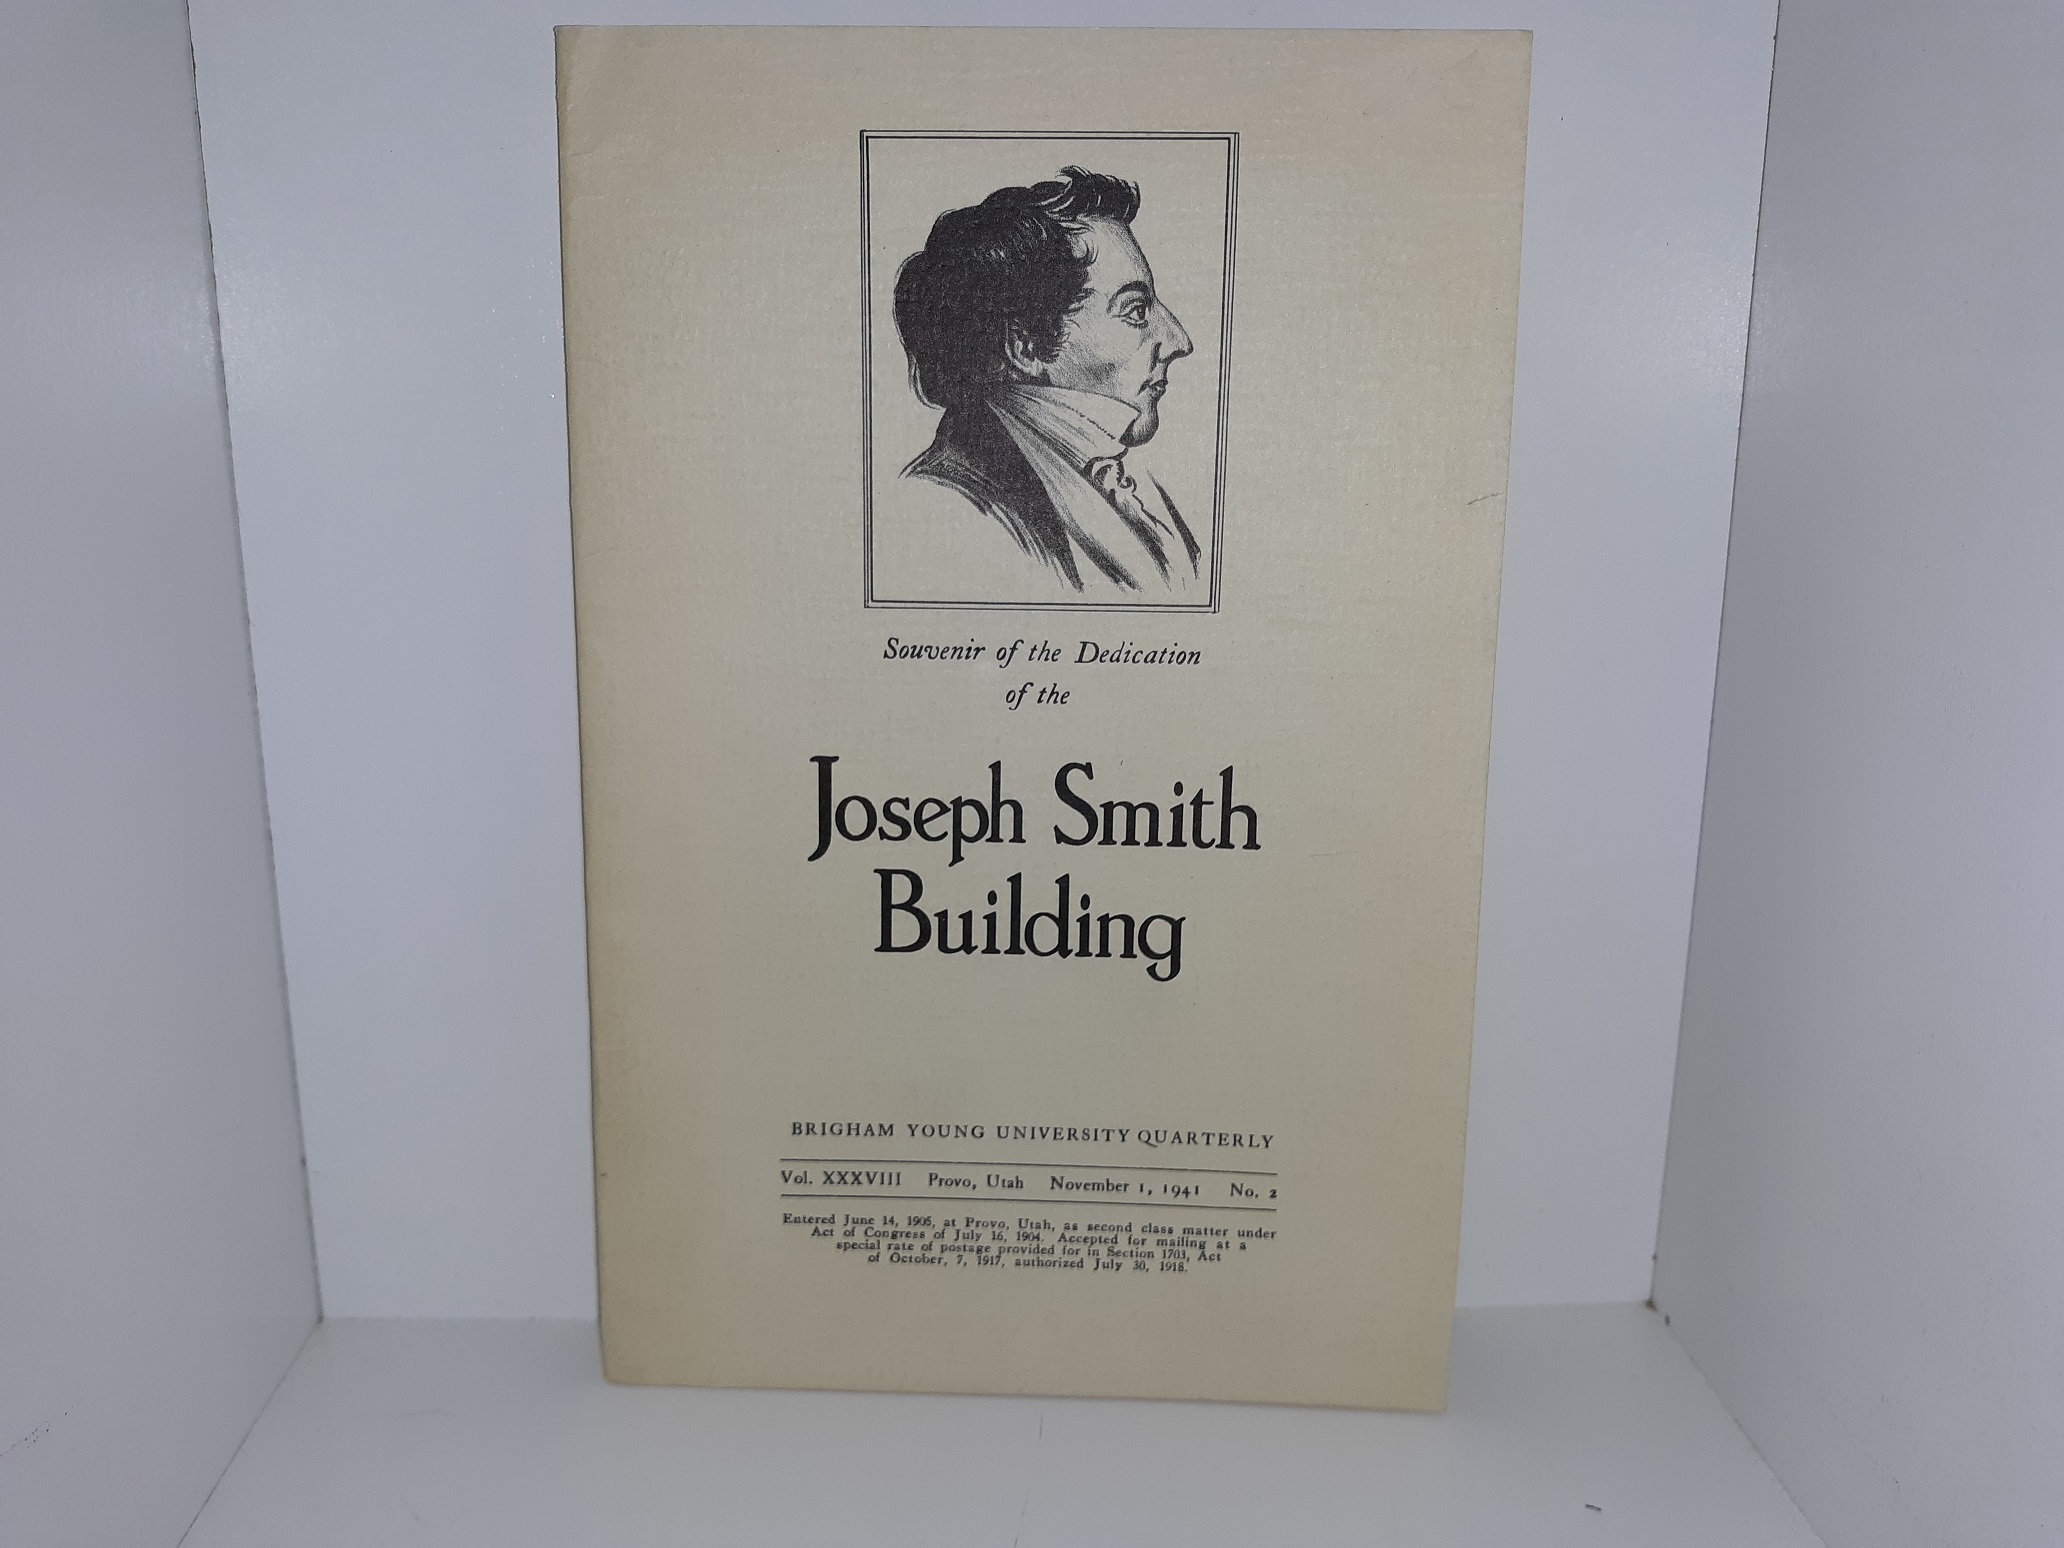 Souvenir of the Dedication
of the
Joseph Smith
Building
BRIGHAM YOUNG UNIVERSITY QUARTERLY
Vol. XXXVIII Provo, Utah November 1, 1941 No. 2
Entered June 14, 1905, at Provo, Utah, as second class matter under
Act of Congress of July 16, 1904. Accepted for mailing at a
special rate of postage provided for in Section 1703, Act
of October, 7, 1917, authorized July 30, 1918.